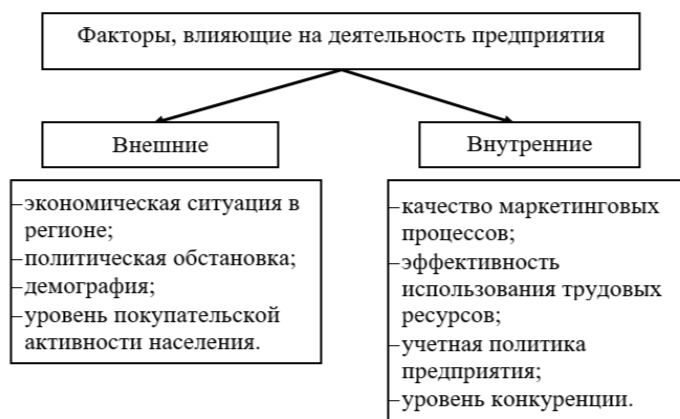 Факторы, влияющие на деятельность предприятия
Внешние
–экономическая ситуация в
регионе;
–политическая обстановка;
–демография;
–уровень покупательской
активности населения.
Внутренние
–качество маркетинговых
процессов;
–эффективность
использования трудовых
ресурсов;
–учетная политика
предприятия;
–уровень конкуренции.